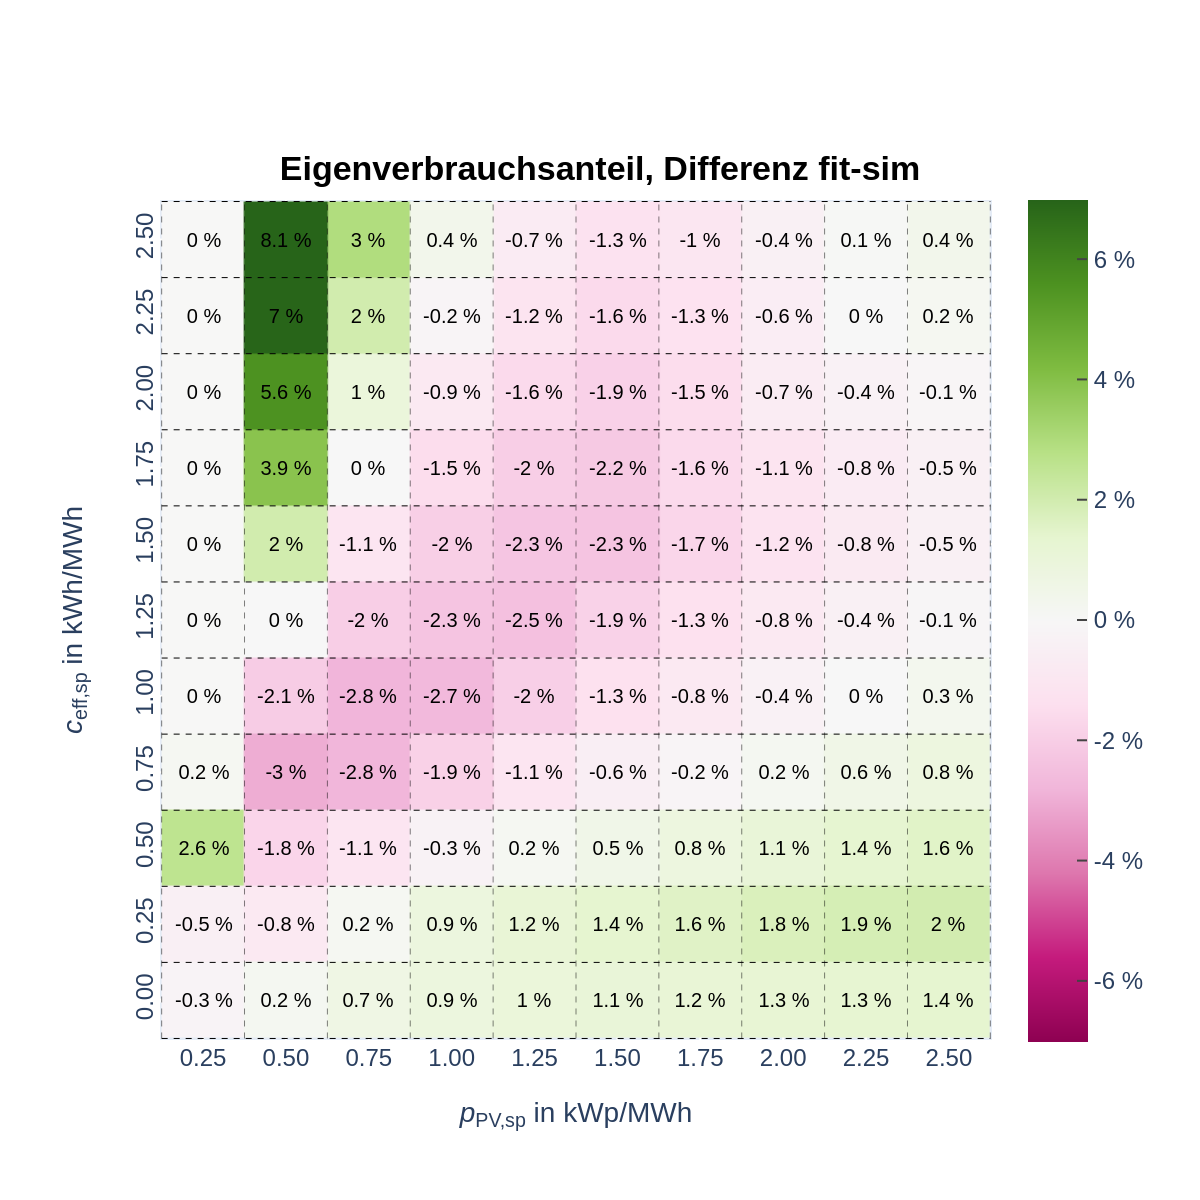 Eigenverbrauchsanteil, Differenz fit-sim
2.50 0 % 8.1 % 3 % 0.4 % -0.7 % -1.3 % -1 % -0.4 % 0.1 % 0.4 %
2.25 0 % 7 % 2 % -0.2 % -1.2 % -1.6 % -1.3 % -0.6 % 0 % 0.2 %
2.00 0 % 5.6 % 1 % -0.9 % -1.6 % -1.9 % -1.5 % -0.7 % -0.4 % -0.1 %
1.75 0 % 3.9 % 0 % -1.5 % -2 % -2.2 % -1.6 % -1.1 % -0.8 % -0.5 %
1.50 0 % 2 % -1.1 % -2 % -2.3 % -2.3 % -1.7 % -1.2 % -0.8 % -0.5 %
1.25 0 % 0 % -2 % -2.3 % -2.5 % -1.9 % -1.3 % -0.8 % -0.4 % -0.1 %
1.00 0 % -2.1 % -2.8 % -2.7 % -2 % -1.3 % -0.8 % -0.4 % 0 % 0.3 %
0.75 0.2 % -3 % -2.8 % -1.9 % -1.1 % -0.6 % -0.2 % 0.2 % 0.6 % 0.8 %
0.50 2.6 % -1.8 % -1.1 % -0.3 % 0.2 % 0.5 % 0.8 % 1.1 % 1.4 % 1.6 %
0.25 -0.5 % -0.8 % 0.2 % 0.9 % 1.2 % 1.4 % 1.6 % 1.8 % 1.9 % 2 %
0.00 -0.3 % 0.2 % 0.7 % 0.9 % 1 % 1.1 % 1.2 % 1.3 % 1.3 % 1.4 %
0.25 0.50 0.75 1.00 1.25 1.50 1.75 2.00 2.25 2.50
pPV,sp in kWp/MWh
ceff,sp in kWh/MWh
6 %
4 %
2 %
0 %
-2 %
-4 %
-6 %